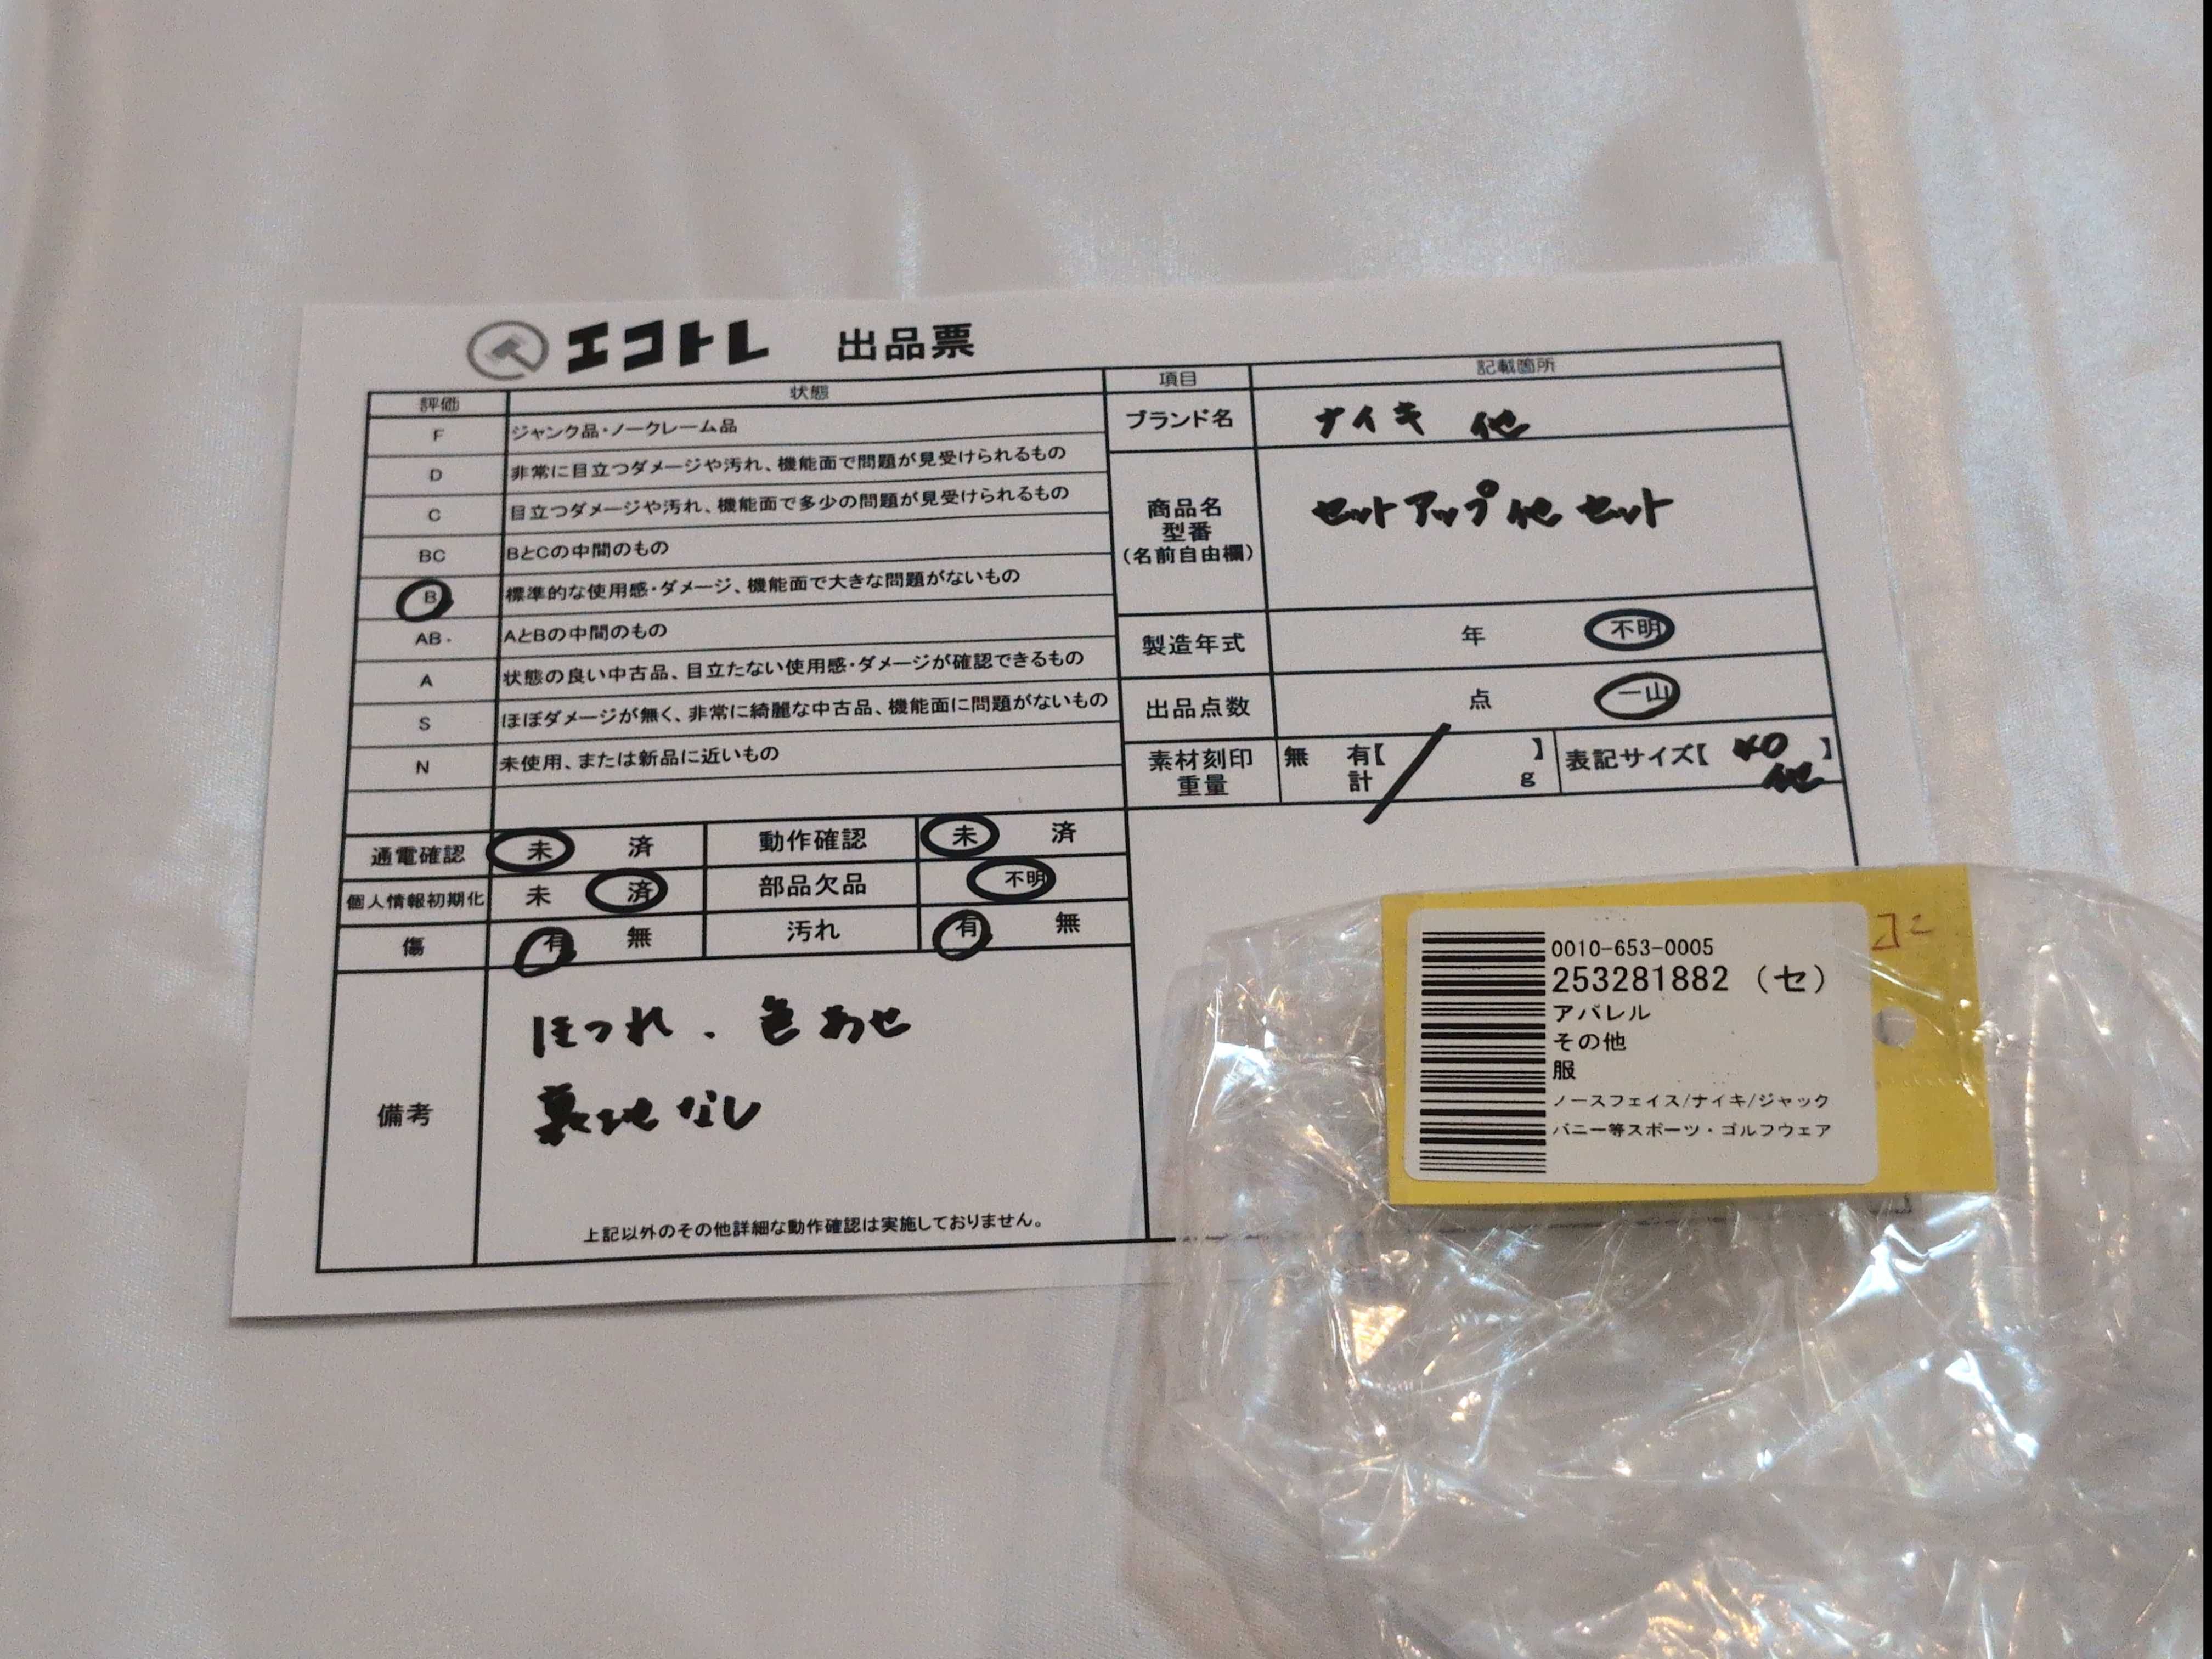 エコトレ 出品票
評価 状態
F ジャンク品・ノークレーム品
D 非常に目立つダメージや汚れ、機能面で問題が見受けられるもの
C 目立つダメージや汚れ、機能面で多少の問題が見受けられるもの
BC BとCの中間のもの
B 標準的な使用感・ダメージ、機能面で大きな問題がないもの
AB AとBの中間のもの
A 状態の良い中古品、目立たない使用感・ダメージが確認できるもの
S ほぼダメージが無く、非常に綺麗な中古品、機能面に問題がないもの
N 未使用、または新品に近いもの
項目 記載箇所
ブランド名 ナイキ 他
商品名
型番
(名前自由欄)
セットアップ他セット
製造年式 年 不明
出品点数 点 一山
素材刻印 無 有【 】 表記サイズ【 40 】
重量 計 g 他
通電確認 未 済 動作確認 未 済
個人情報初期化 未 済 部品欠品 不明
傷 有 無 汚れ 有 無
備考
ほつれ、色あせ
裏地なし
上記以外のその他詳細な動作確認は実施しておりません。
0010-653-0005
253281882 (セ)
アパレル
その他
服
ノースフェイス/ナイキ/ジャック
バニー等スポーツ・ゴルフウェア